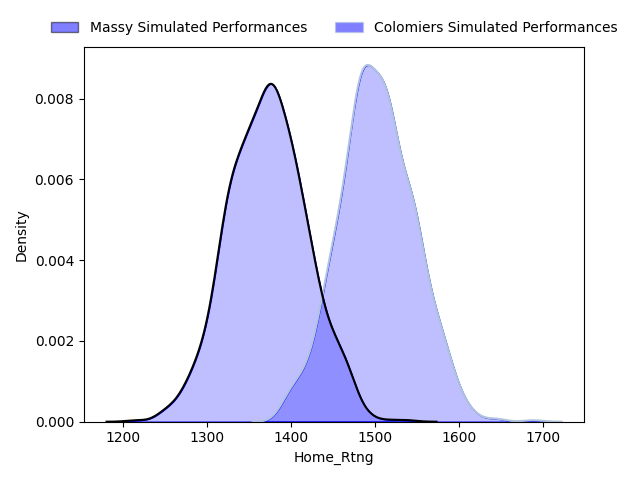 Massy Simulated Performances Colomiers Simulated Performances
0.008
0.006
0.004
0.002
0.000
Density
1200 1300 1400 1500 1600 1700
Home_Rtng